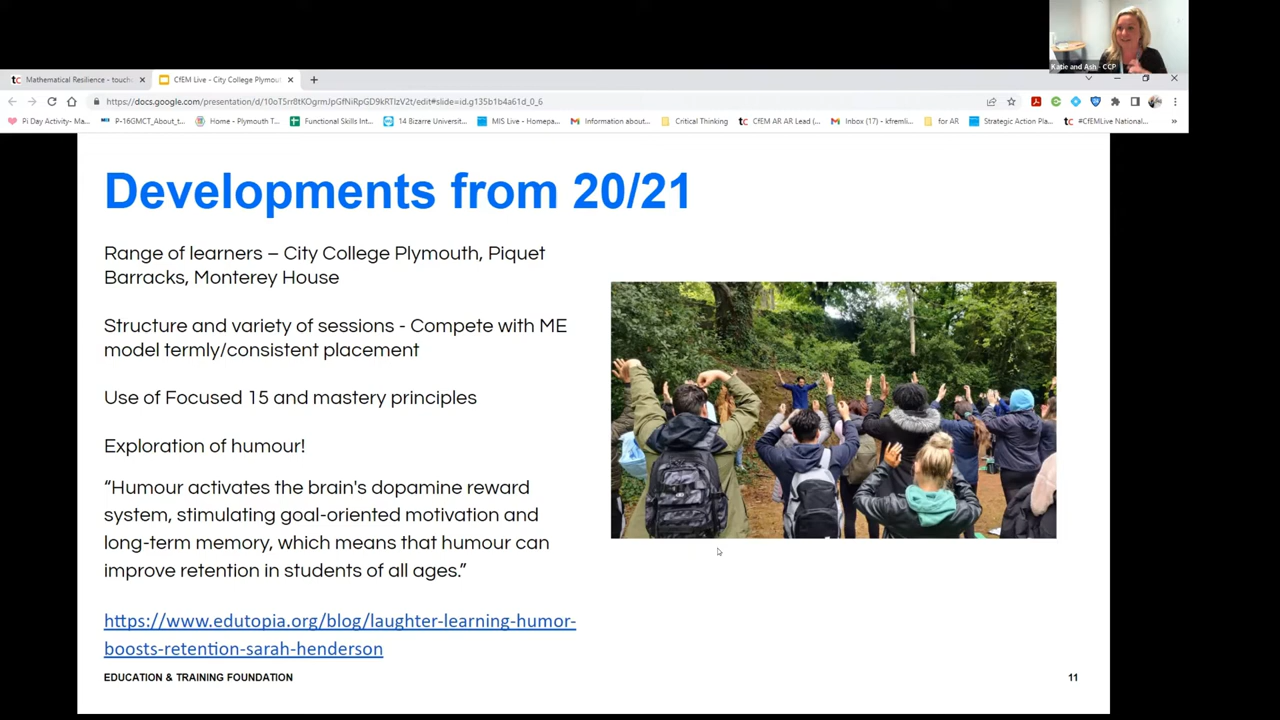 Katie and Ash - CCP
Mathematical Resilience - touch
CfEM Live - City College Plymou
https://docs.google.com/presentation/d/10oT5rr8tKOgrmJpGfNiRpGD9kRTIzV2t/edit#slide=id.g135b1b4a61d_0_6
Pi Day Activity- Ma...
P-16GMCT_About_t...
Home - Plymouth T...
Functional Skills Int...
14 Bizarre Universit...
MIS Live - Homepa...
Information about...
Critical Thinking
CfEM AR AR Lead (...
Inbox (17) - kfremli...
for AR
Strategic Action Pla...
#CfEMLive National...
Developments from 20/21
Range of learners – City College Plymouth, Piquet
Barracks, Monterey House
Structure and variety of sessions - Compete with ME
model termly/consistent placement
Use of Focused 15 and mastery principles
Exploration of humour!
“Humour activates the brain's dopamine reward
system, stimulating goal-oriented motivation and
long-term memory, which means that humour can
improve retention in students of all ages.”
https://www.edutopia.org/blog/laughter-learning-humor-
boosts-retention-sarah-henderson
EDUCATION & TRAINING FOUNDATION
11